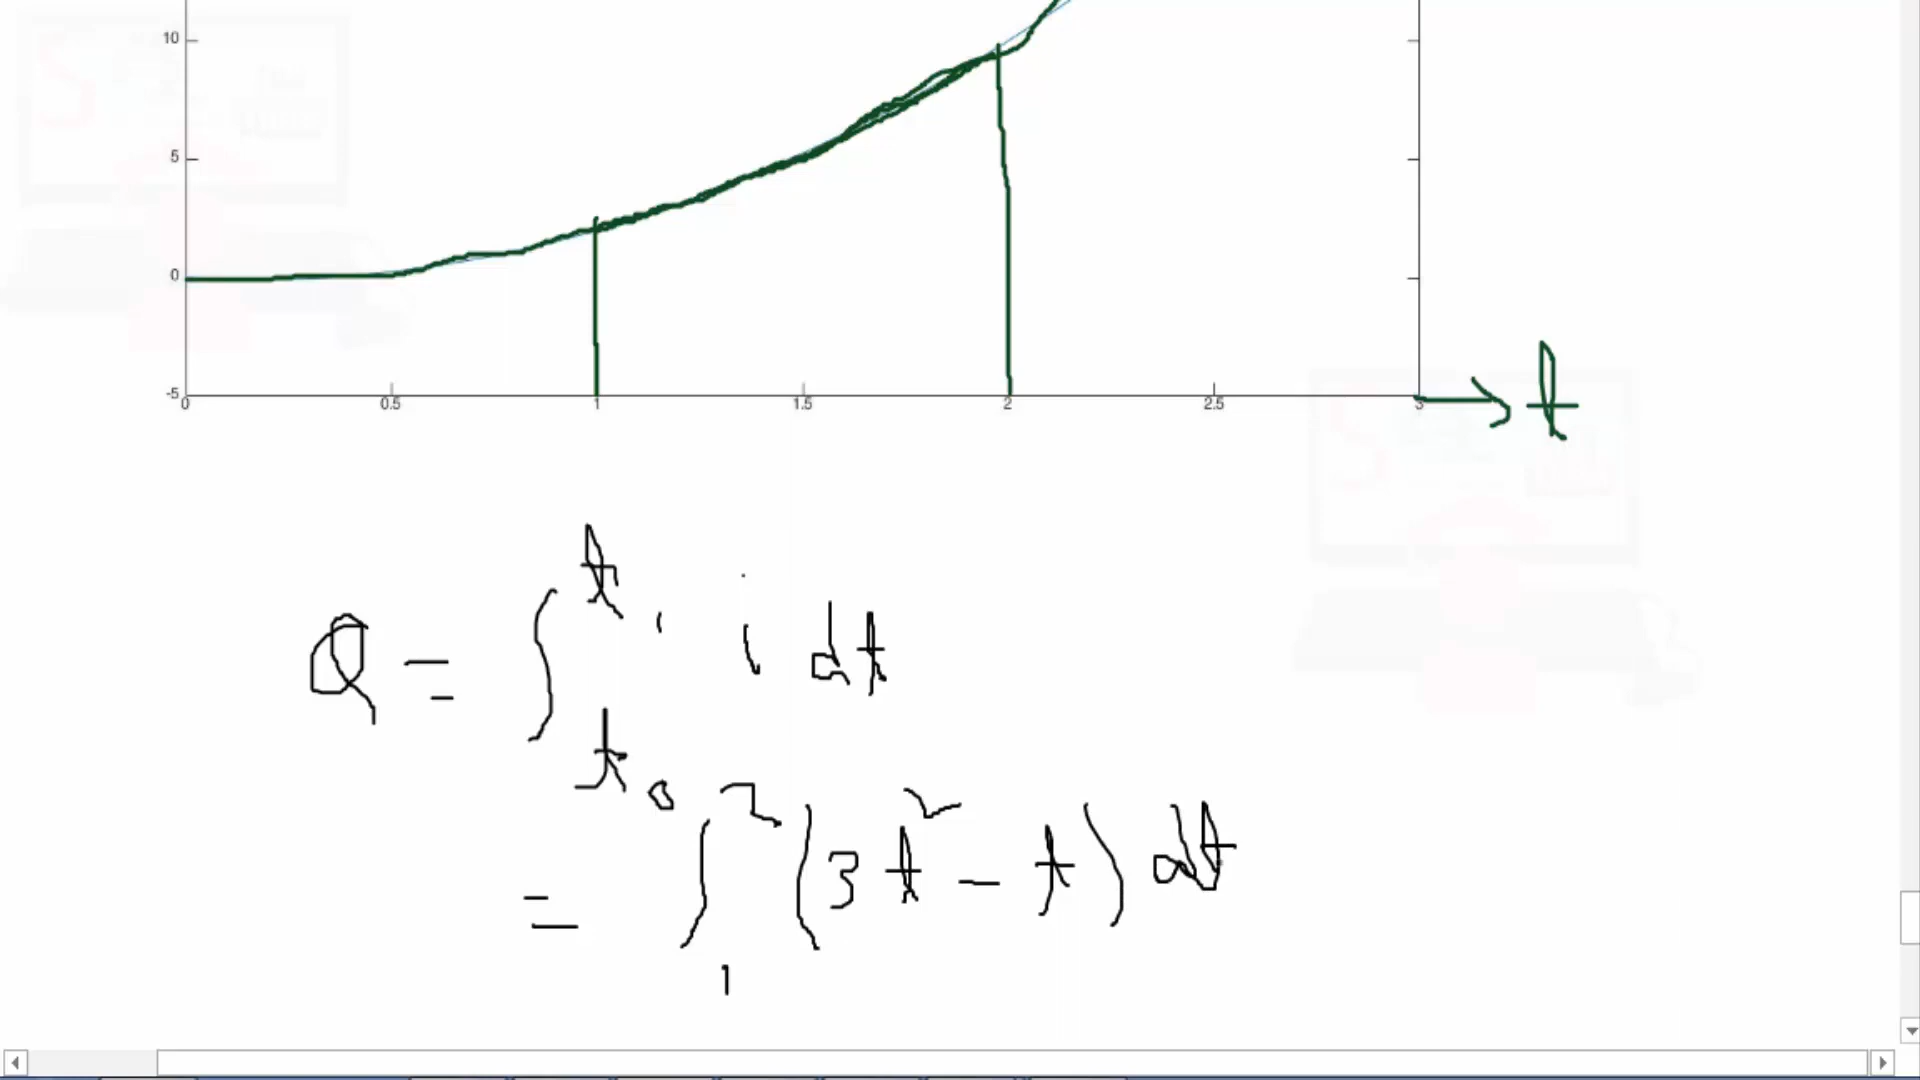 10
5
0
-5
0 0.5 1 1.5 2 2.5 3 → t
Q = ∫_{t₀}^{t} i dt
= ∫_{1}^{2} (3t² - t) dt